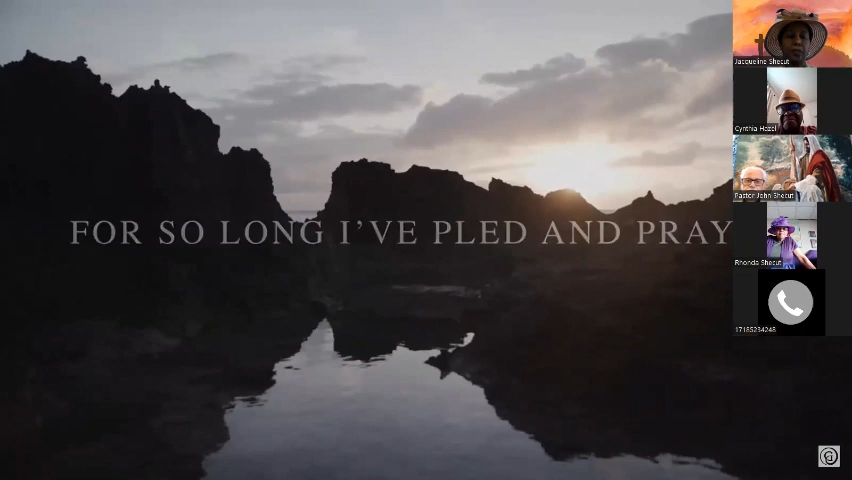 FOR SO LONG I'VE PLED AND PRAY
Jacqueline Shecut
Cynthia Hazel
Pastor John Shecut
Rhonda Shecut
17185234248